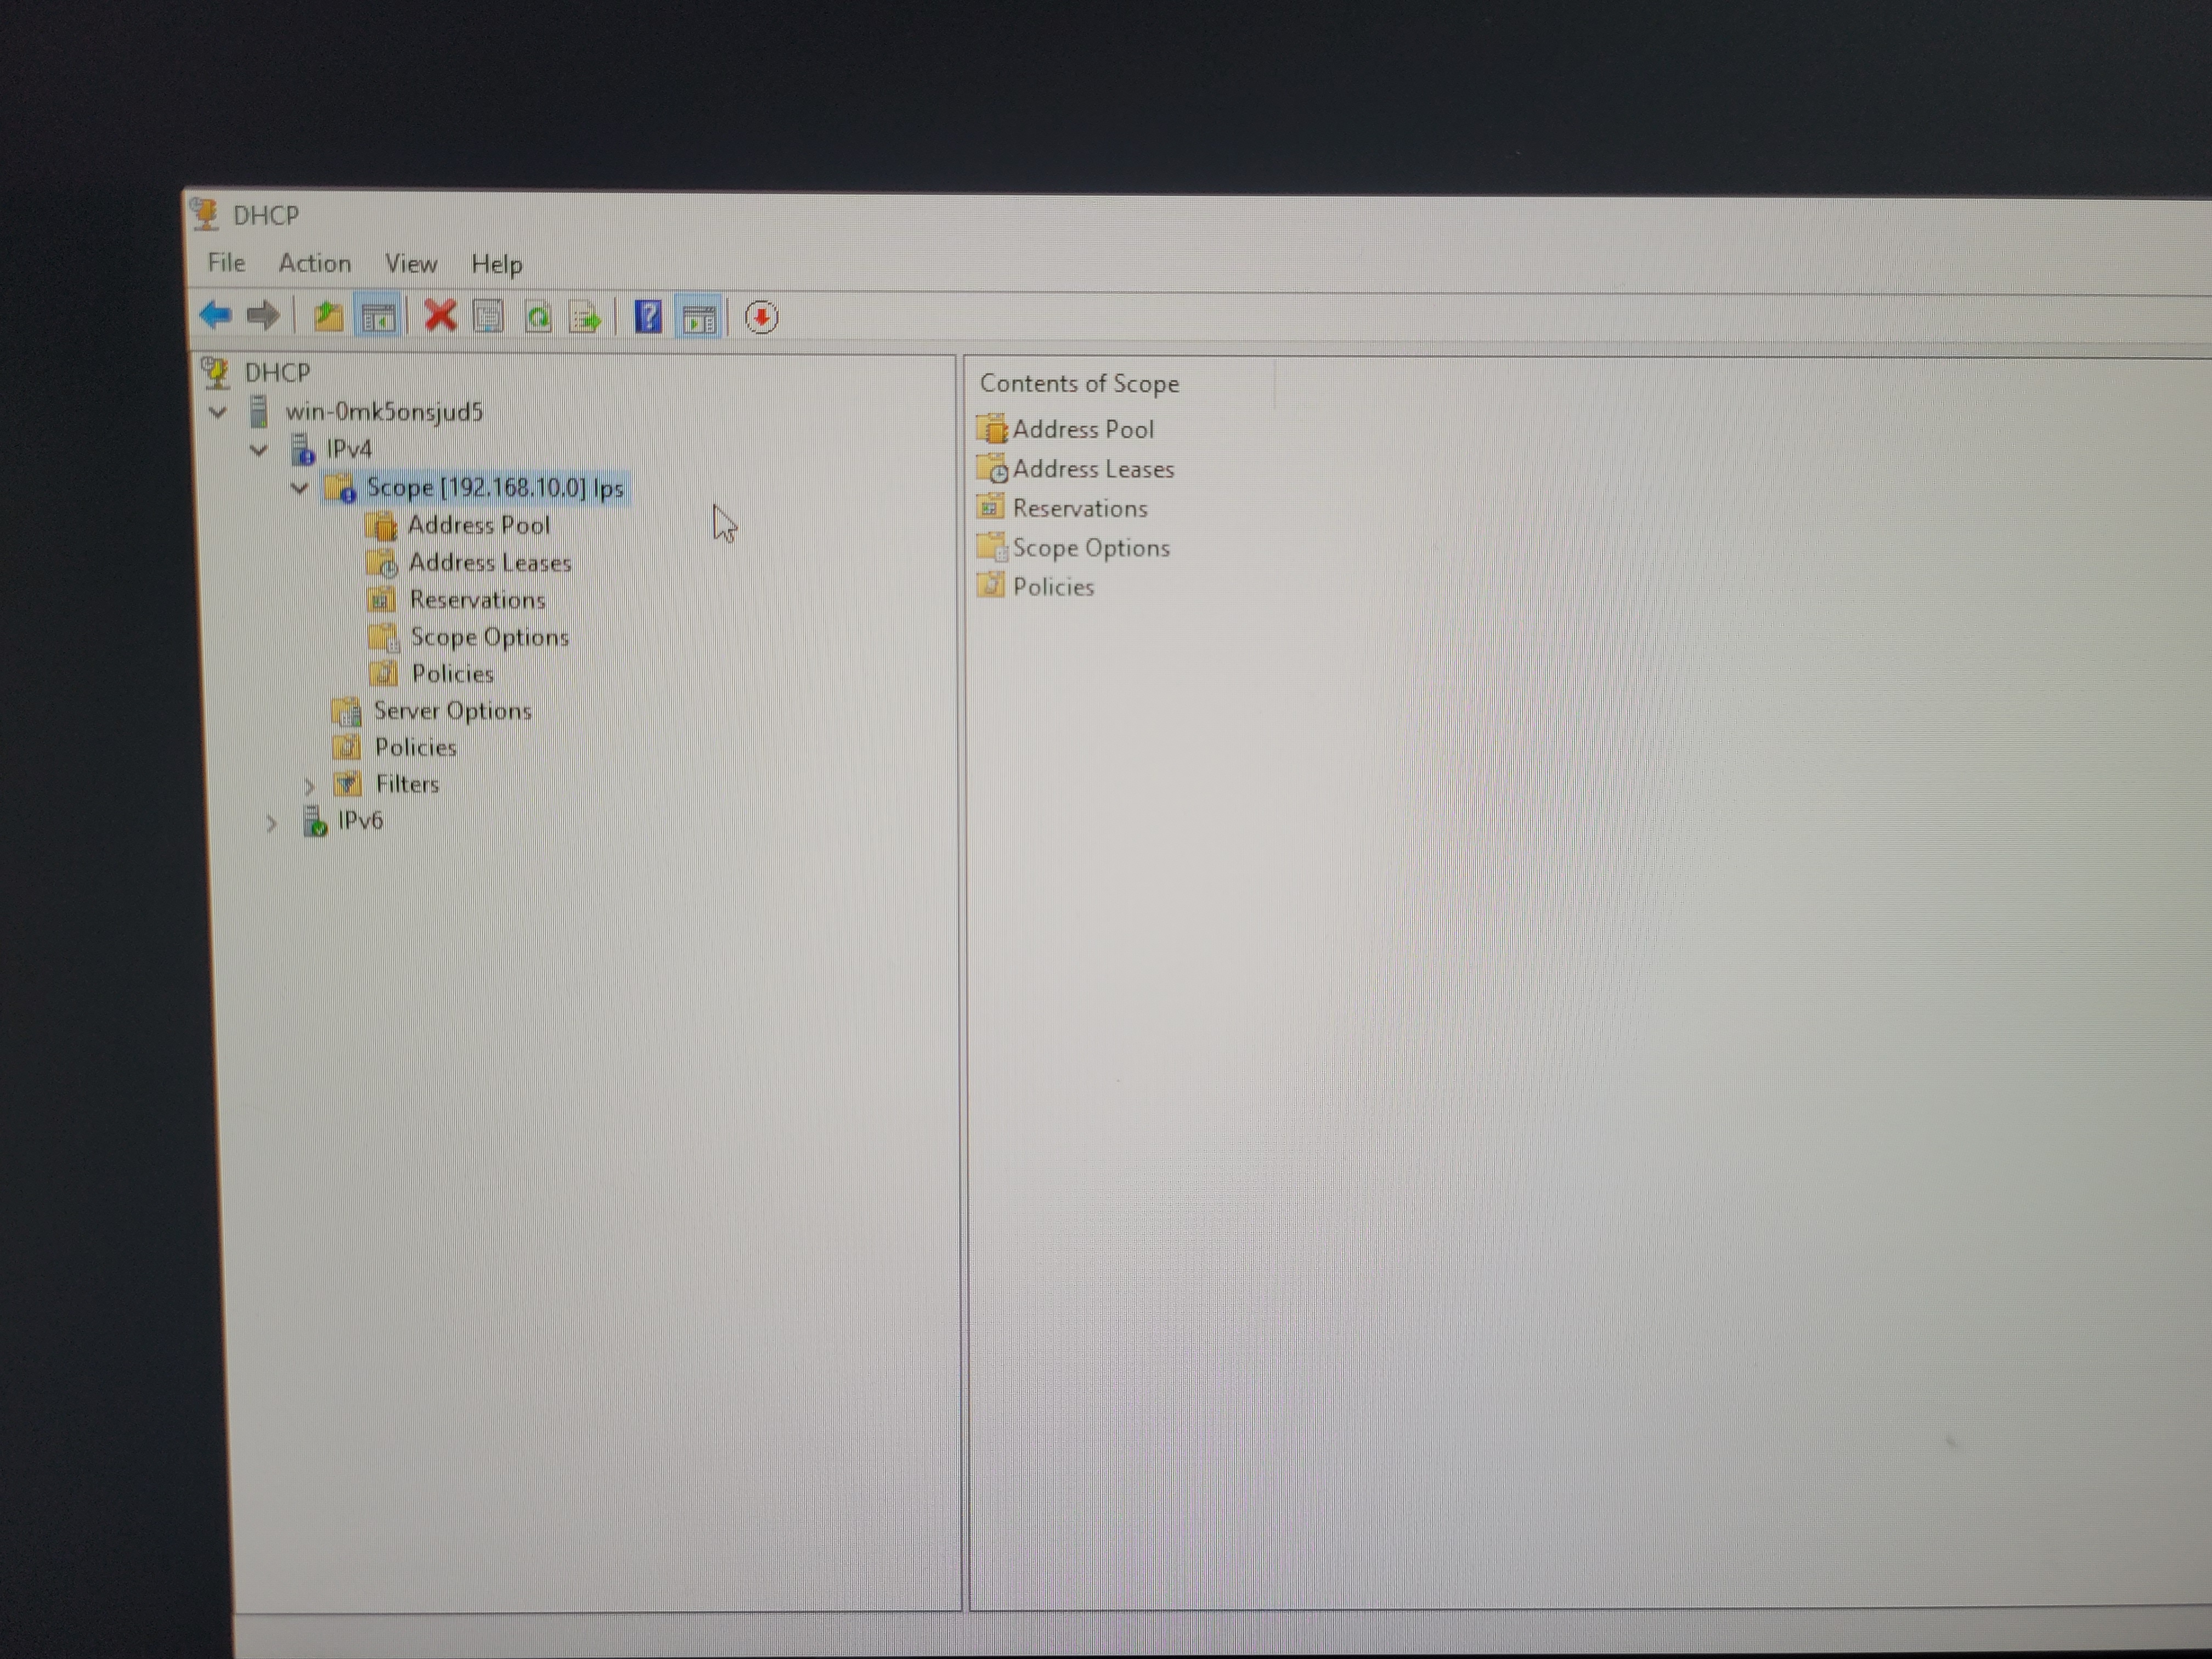 DHCP
File Action View Help
DHCP
win-0mk5onsjud5
IPv4
Scope [192.168.10.0] Ips
Address Pool
Address Leases
Reservations
Scope Options
Policies
Server Options
Policies
Filters
IPv6
Contents of Scope
Address Pool
Address Leases
Reservations
Scope Options
Policies